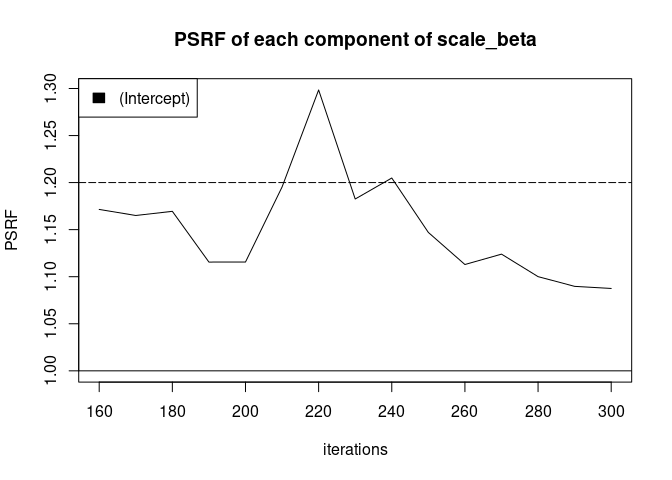 PSRF of each component of scale_beta
(Intercept)
PSRF
1.30
1.25
1.20
1.15
1.10
1.05
1.00
160 180 200 220 240 260 280 300
iterations